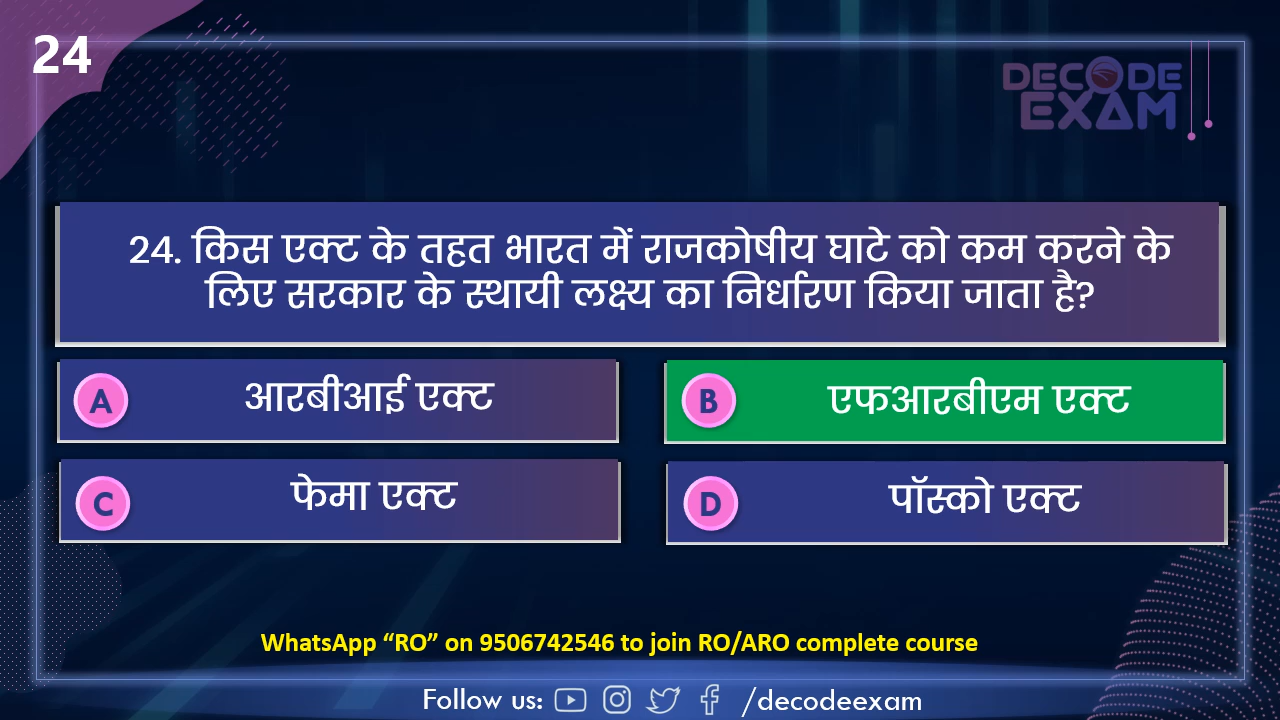 24
DECODE
EXAM
24. किस एक्ट के तहत भारत में राजकोषीय घाटे को कम करने के
लिए सरकार के स्थायी लक्ष्य का निर्धारण किया जाता है?
A आरबीआई एक्ट
B एफआरबीएम एक्ट
C फेमा एक्ट
D पॉस्को एक्ट
WhatsApp “RO” on 9506742546 to join RO/ARO complete course
Follow us: /decodeexam